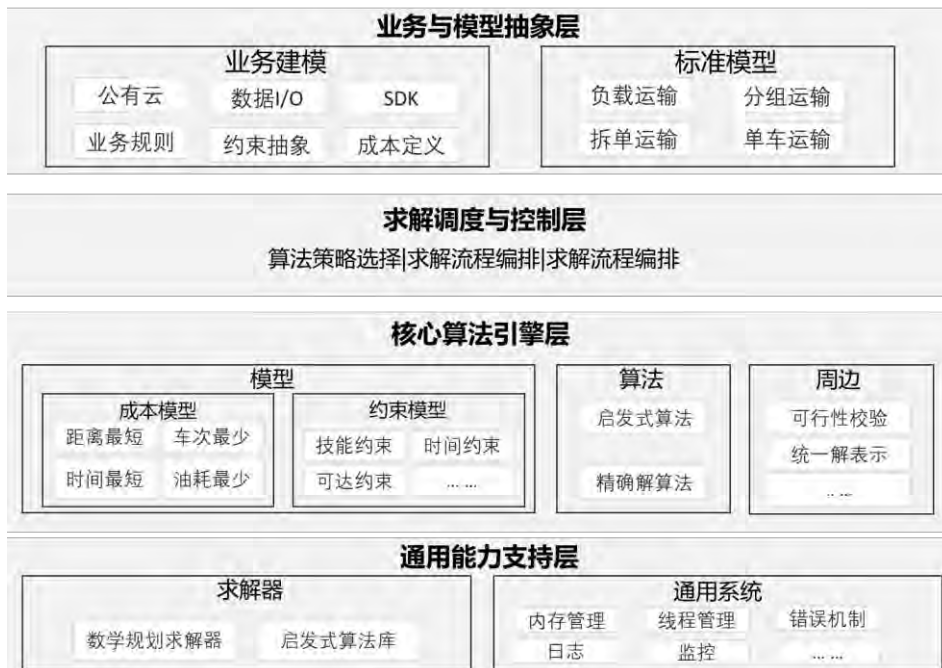 业务与模型抽象层
业务建模
公有云 数据I/O SDK
业务规则 约束抽象 成本定义
标准模型
负载运输 分组运输
拆单运输 单车运输
求解调度与控制层
算法策略选择|求解流程编排|求解流程编排
核心算法引擎层
模型
成本模型
距离最短 车次最少
时间最短 油耗最少
约束模型
技能约束 时间约束
可达约束 ... ...
算法
启发式算法
精确解算法
周边
可行性校验
统一解表示
... ...
通用能力支持层
求解器
数学规划求解器 启发式算法库
通用系统
内存管理 线程管理 错误机制
日志 监控 ... ...